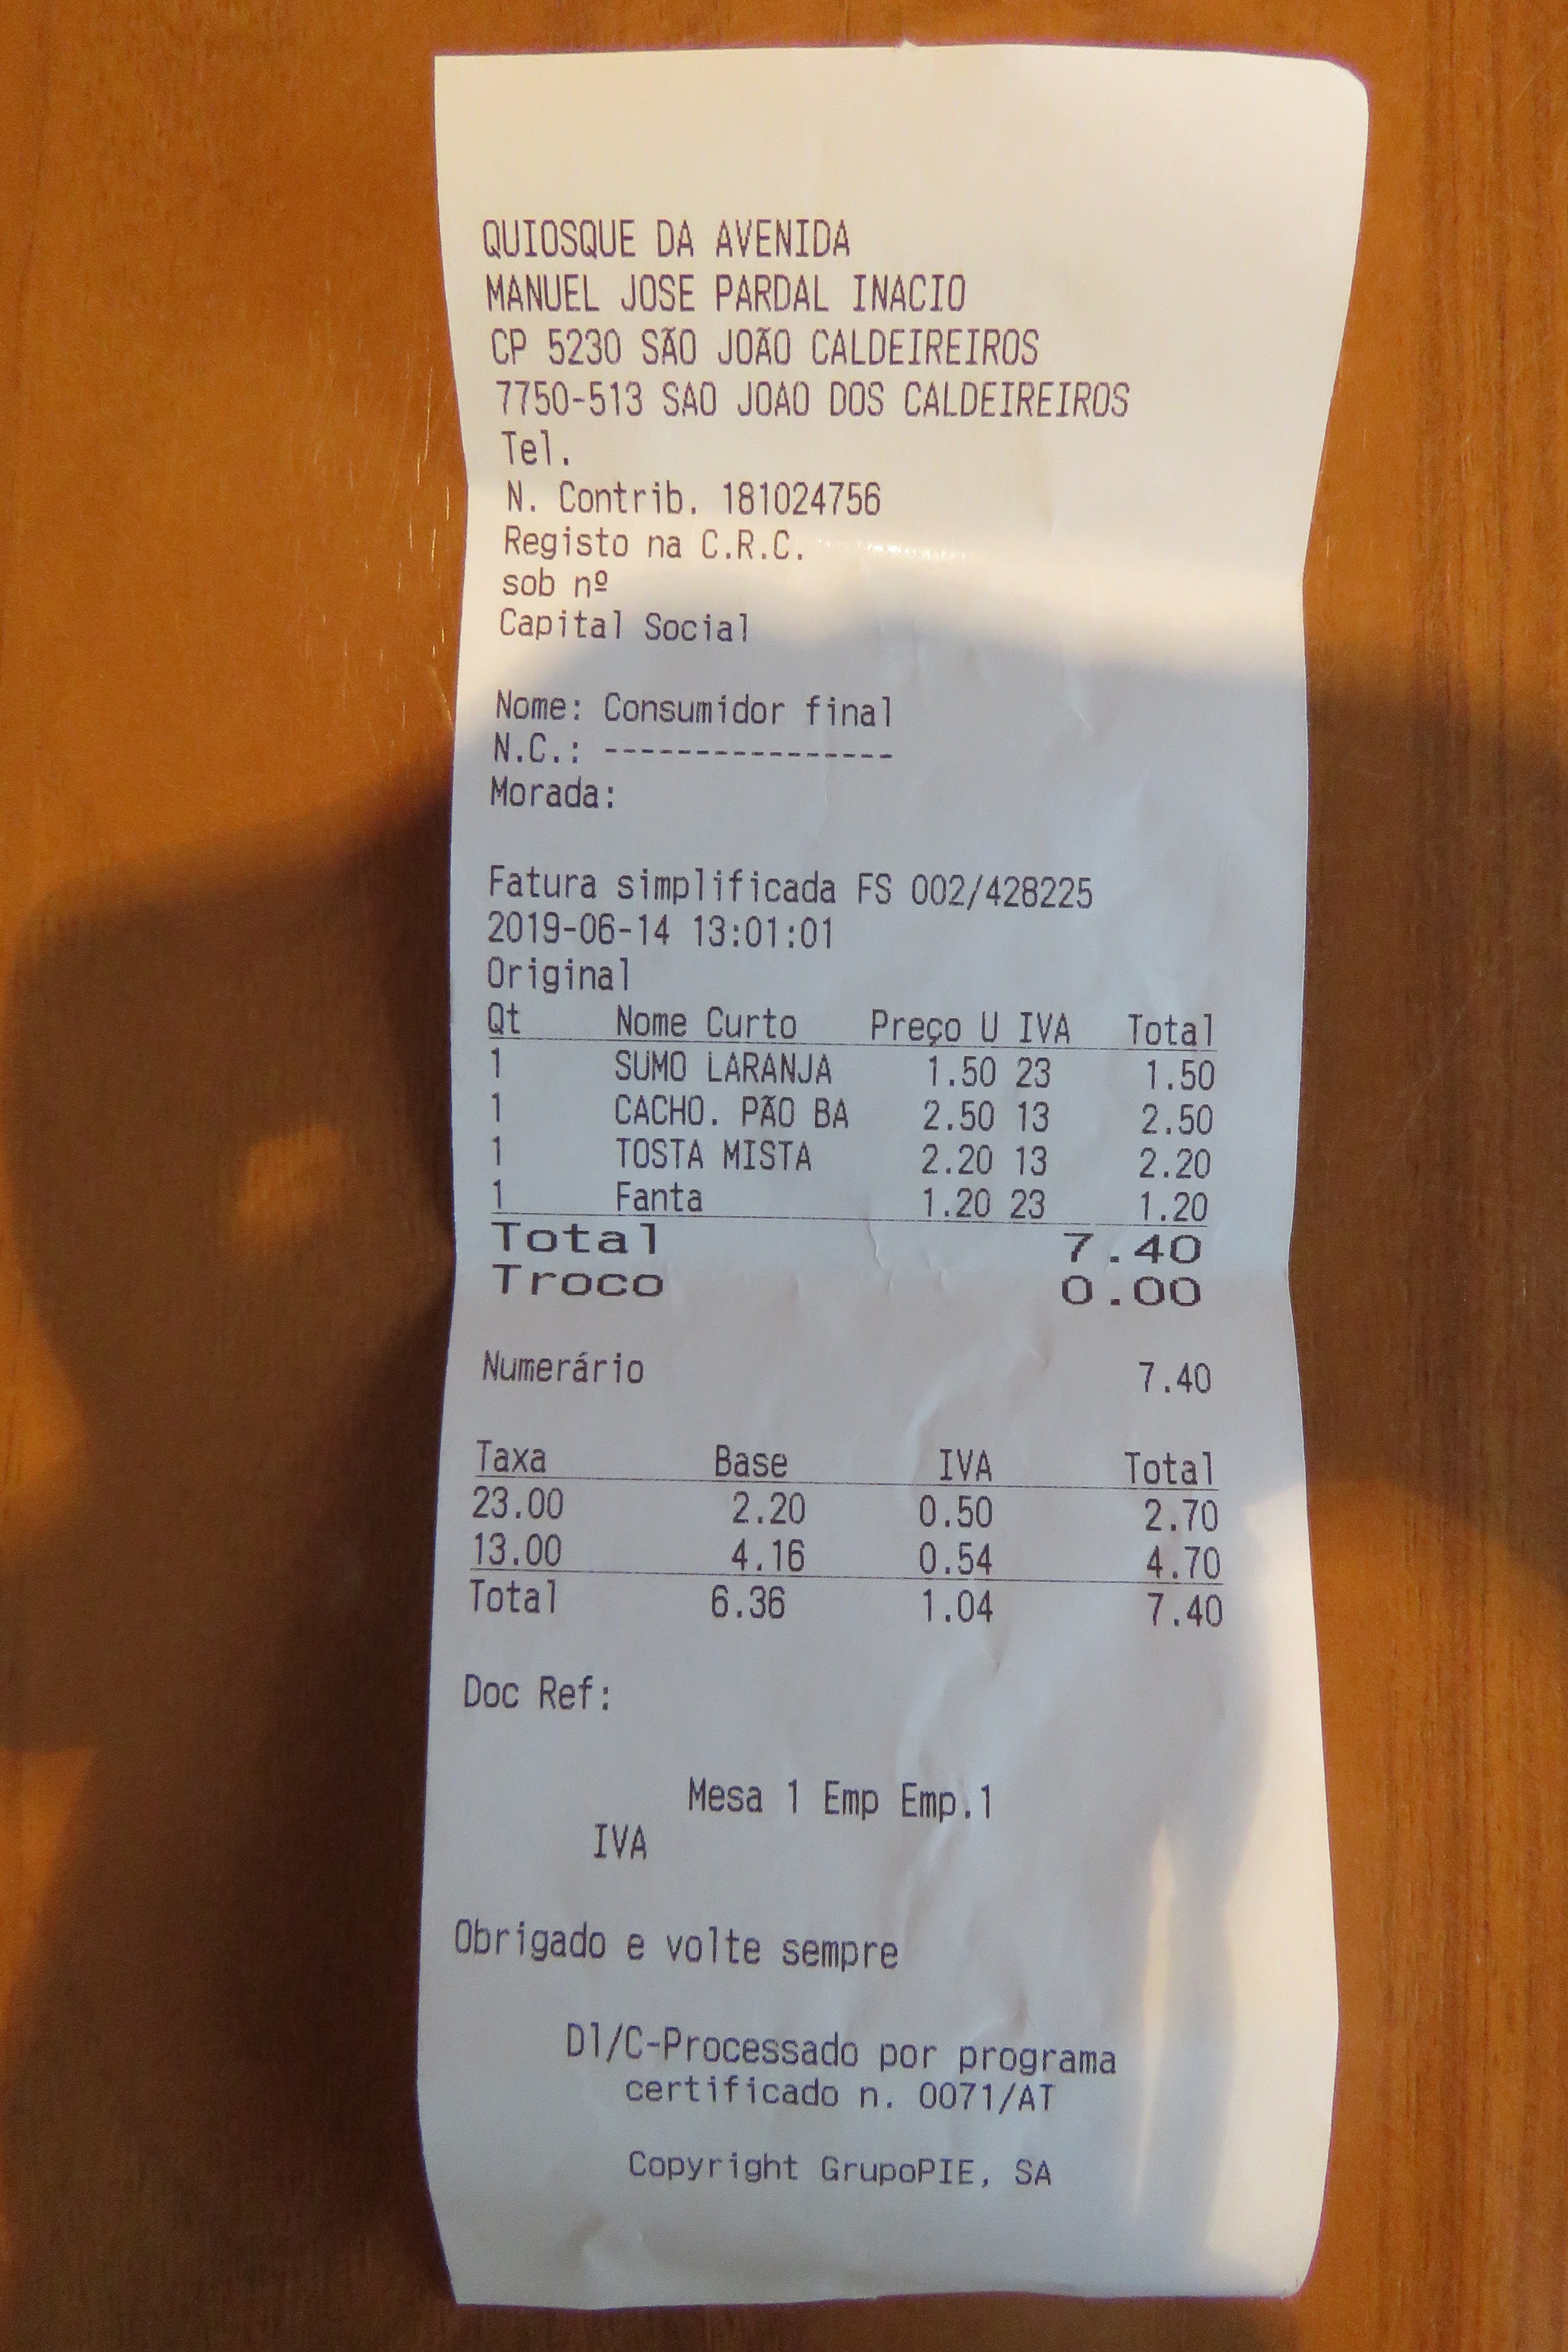 QUIOSQUE DA AVENIDA
MANUEL JOSE PARDAL INACIO
CP 5230 SÃO JOÃO CALDEIREIROS
7750-513 SAO JOAO DOS CALDEIREIROS
Tel.
N. Contrib. 181024756
Registo na C.R.C.
sob nº
Capital Social
Nome: Consumidor final
N.C.: ----------------
Morada:
Fatura simplificada FS 002/428225
2019-06-14 13:01:01
Original
Qt Nome Curto Preço U IVA Total
1 SUMO LARANJA 1.50 23 1.50
1 CACHO. PÃO BA 2.50 13 2.50
1 TOSTA MISTA 2.20 13 2.20
1 Fanta 1.20 23 1.20
Total 7.40
Troco 0.00
Numerário 7.40
Taxa Base IVA Total
23.00 2.20 0.50 2.70
13.00 4.16 0.54 4.70
Total 6.36 1.04 7.40
Doc Ref:
Mesa 1 Emp Emp.1
IVA
Obrigado e volte sempre
Dl/C-Processado por programa
certificado n. 0071/AT
Copyright GrupoPIE, SA